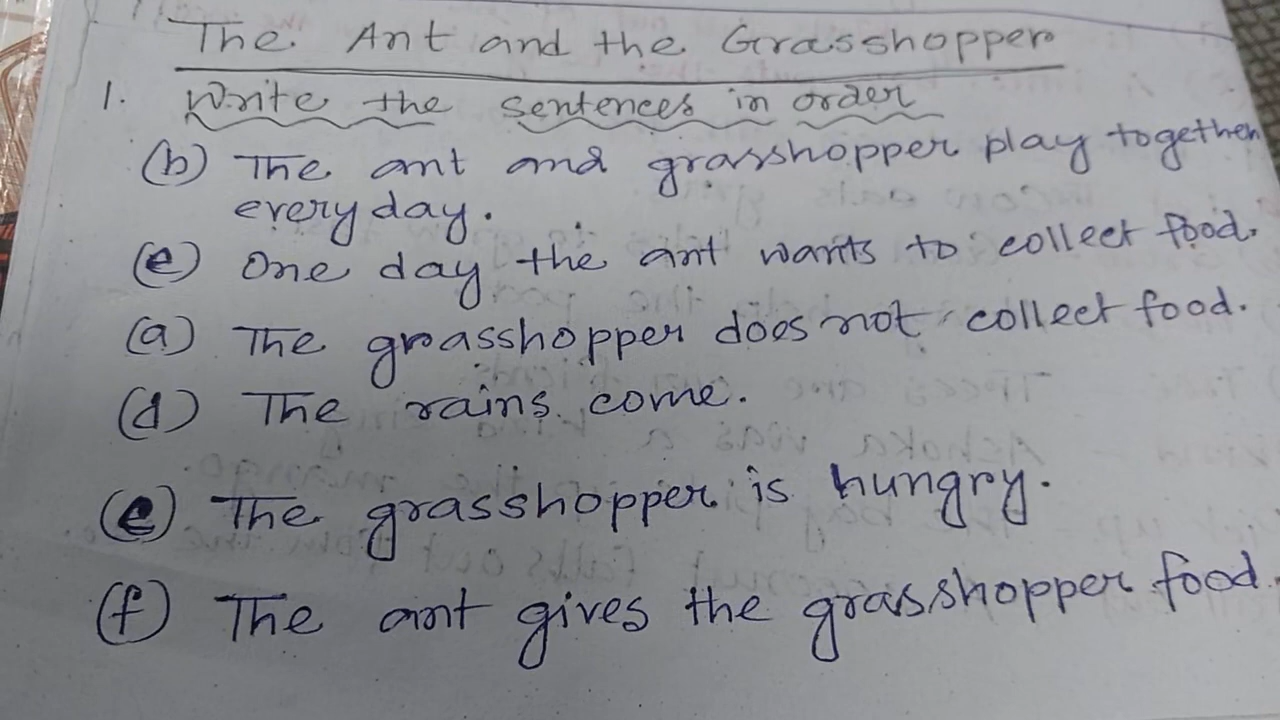 The Ant and the Grasshopper
1. Write the sentences in order
(b) The ant and grasshopper play together
every day.
(e) One day the ant wants to collect food.
(a) The grasshopper does not collect food.
(d) The rains come.
(e) The grasshopper is hungry.
(f) The ant gives the grasshopper food.